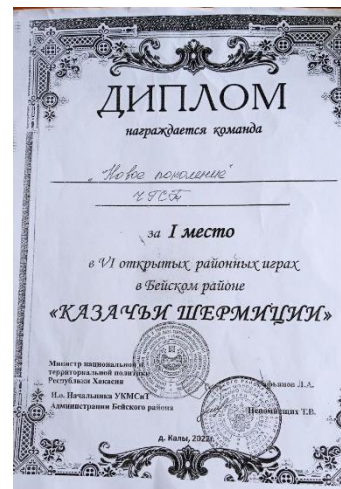 ДИПЛОМ
награждается команда
„Новое поколение"
ЧГСТ
за I место
в VI открытых районных играх
в Бейском районе
«КАЗАЧЬИ ШЕРМИЦИИ»
Министр национальной и
территориальной политики
Республики Хакасия
Л.А.
И.о. Начальника УКМСиТ
Администрации Бейского района
Непомнящих Т.В.
д. Калы, 2022г.